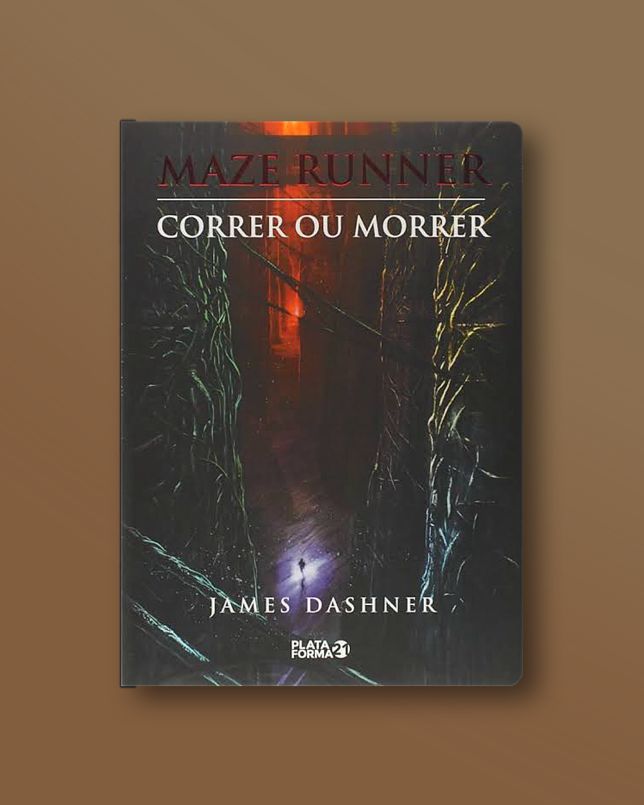 MAZE RUNNER
CORRER OU MORRER
JAMES DASHNER
PLATA
FORMA21